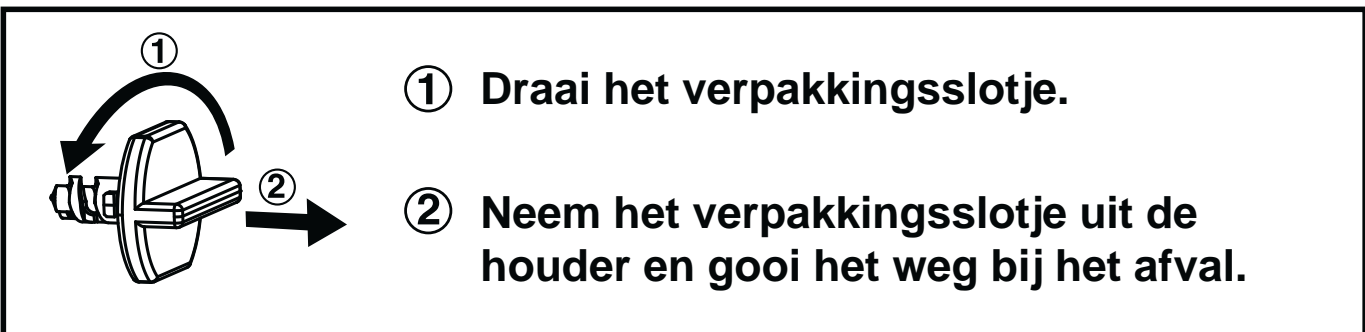 ①
②
① Draai het verpakkingsslotje.
② Neem het verpakkingsslotje uit de
houder en gooi het weg bij het afval.